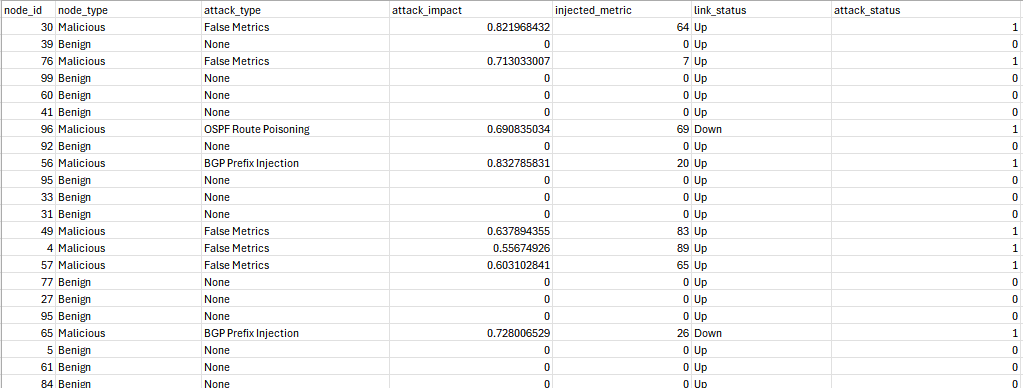 node_id node_type attack_type attack_impact injected_metric link_status attack_status
30 Malicious False Metrics 0.821968432 64 Up 1
39 Benign None 0 0 Up 0
76 Malicious False Metrics 0.713033007 7 Up 1
99 Benign None 0 0 Up 0
60 Benign None 0 0 Up 0
41 Benign None 0 0 Up 0
96 Malicious OSPF Route Poisoning 0.690835034 69 Down 1
92 Benign None 0 0 Up 0
56 Malicious BGP Prefix Injection 0.832785831 20 Up 1
95 Benign None 0 0 Up 0
33 Benign None 0 0 Up 0
31 Benign None 0 0 Up 0
49 Malicious False Metrics 0.637894355 83 Up 1
4 Malicious False Metrics 0.55674926 89 Up 1
57 Malicious False Metrics 0.603102841 65 Up 1
77 Benign None 0 0 Up 0
27 Benign None 0 0 Up 0
95 Benign None 0 0 Up 0
65 Malicious BGP Prefix Injection 0.728006529 26 Down 1
5 Benign None 0 0 Up 0
61 Benign None 0 0 Up 0
84 Benign None 0 0 Up 0